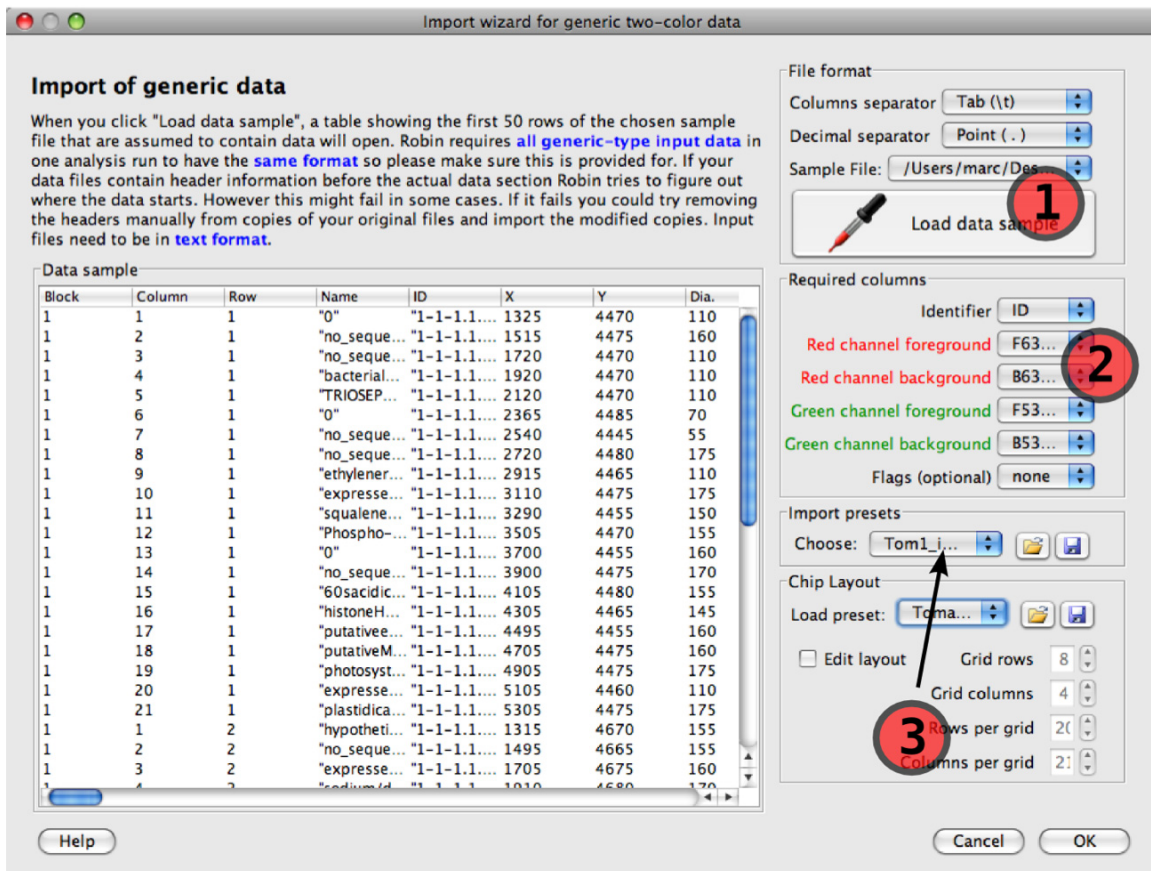 Import wizard for generic two-color data
Import of generic data
When you click "Load data sample", a table showing the first 50 rows of the chosen sample
file that are assumed to contain data will open. Robin requires all generic-type input data in
one analysis run to have the same format so please make sure this is provided for. If your
data files contain header information before the actual data section Robin tries to figure out
where the data starts. However this might fail in some cases. If it fails you could try removing
the headers manually from copies of your original files and import the modified copies. Input
files need to be in text format.
Data sample
Block Column Row Name ID X Y Dia.
1 1 1 "0" "1-1-1.1.... 1325 4470 110
1 2 1 "no_seque... "1-1-1.1.... 1515 4475 160
1 3 1 "no_seque... "1-1-1.1.... 1720 4470 110
1 4 1 "bacterial... "1-1-1.1.... 1920 4470 110
1 5 1 "TRIOSEP... "1-1-1.1.... 2120 4470 110
1 6 1 "0" "1-1-1.1.... 2365 4485 70
1 7 1 "no_seque... "1-1-1.1.... 2540 4445 55
1 8 1 "no_seque... "1-1-1.1.... 2720 4480 175
1 9 1 "ethylener... "1-1-1.1.... 2915 4465 110
1 10 1 "expresse... "1-1-1.1.... 3110 4475 175
1 11 1 "squalene... "1-1-1.1.... 3290 4455 150
1 12 1 "Phospho-... "1-1-1.1.... 3505 4470 155
1 13 1 "0" "1-1-1.1.... 3700 4455 160
1 14 1 "no_seque... "1-1-1.1.... 3900 4475 170
1 15 1 "60sacidic... "1-1-1.1.... 4105 4480 155
1 16 1 "histoneH... "1-1-1.1.... 4305 4465 145
1 17 1 "putativee... "1-1-1.1.... 4495 4455 160
1 18 1 "putativeM... "1-1-1.1.... 4705 4475 160
1 19 1 "photosyst... "1-1-1.1.... 4905 4475 175
1 20 1 "expresse... "1-1-1.1.... 5105 4460 110
1 21 1 "plastidica... "1-1-1.1.... 5305 4475 175
1 1 2 "hypotheti... "1-1-1.1.... 1315 4670 155
1 2 2 "no_seque... "1-1-1.1.... 1495 4665 155
1 3 2 "expresse... "1-1-1.1.... 1705 4675 160
File format
Columns separator Tab (\t)
Decimal separator Point ( . )
Sample File: /Users/marc/Des...
Load data sample
1
Required columns
Identifier ID
Red channel foreground F63...
Red channel background B63...
2
Green channel foreground F53...
Green channel background B53...
Flags (optional) none
Import presets
Choose: Tom1_i...
Chip Layout
Load preset: Toma...
Edit layout Grid rows 8
Grid columns 4
3
Rows per grid
Columns per grid
Help
Cancel OK